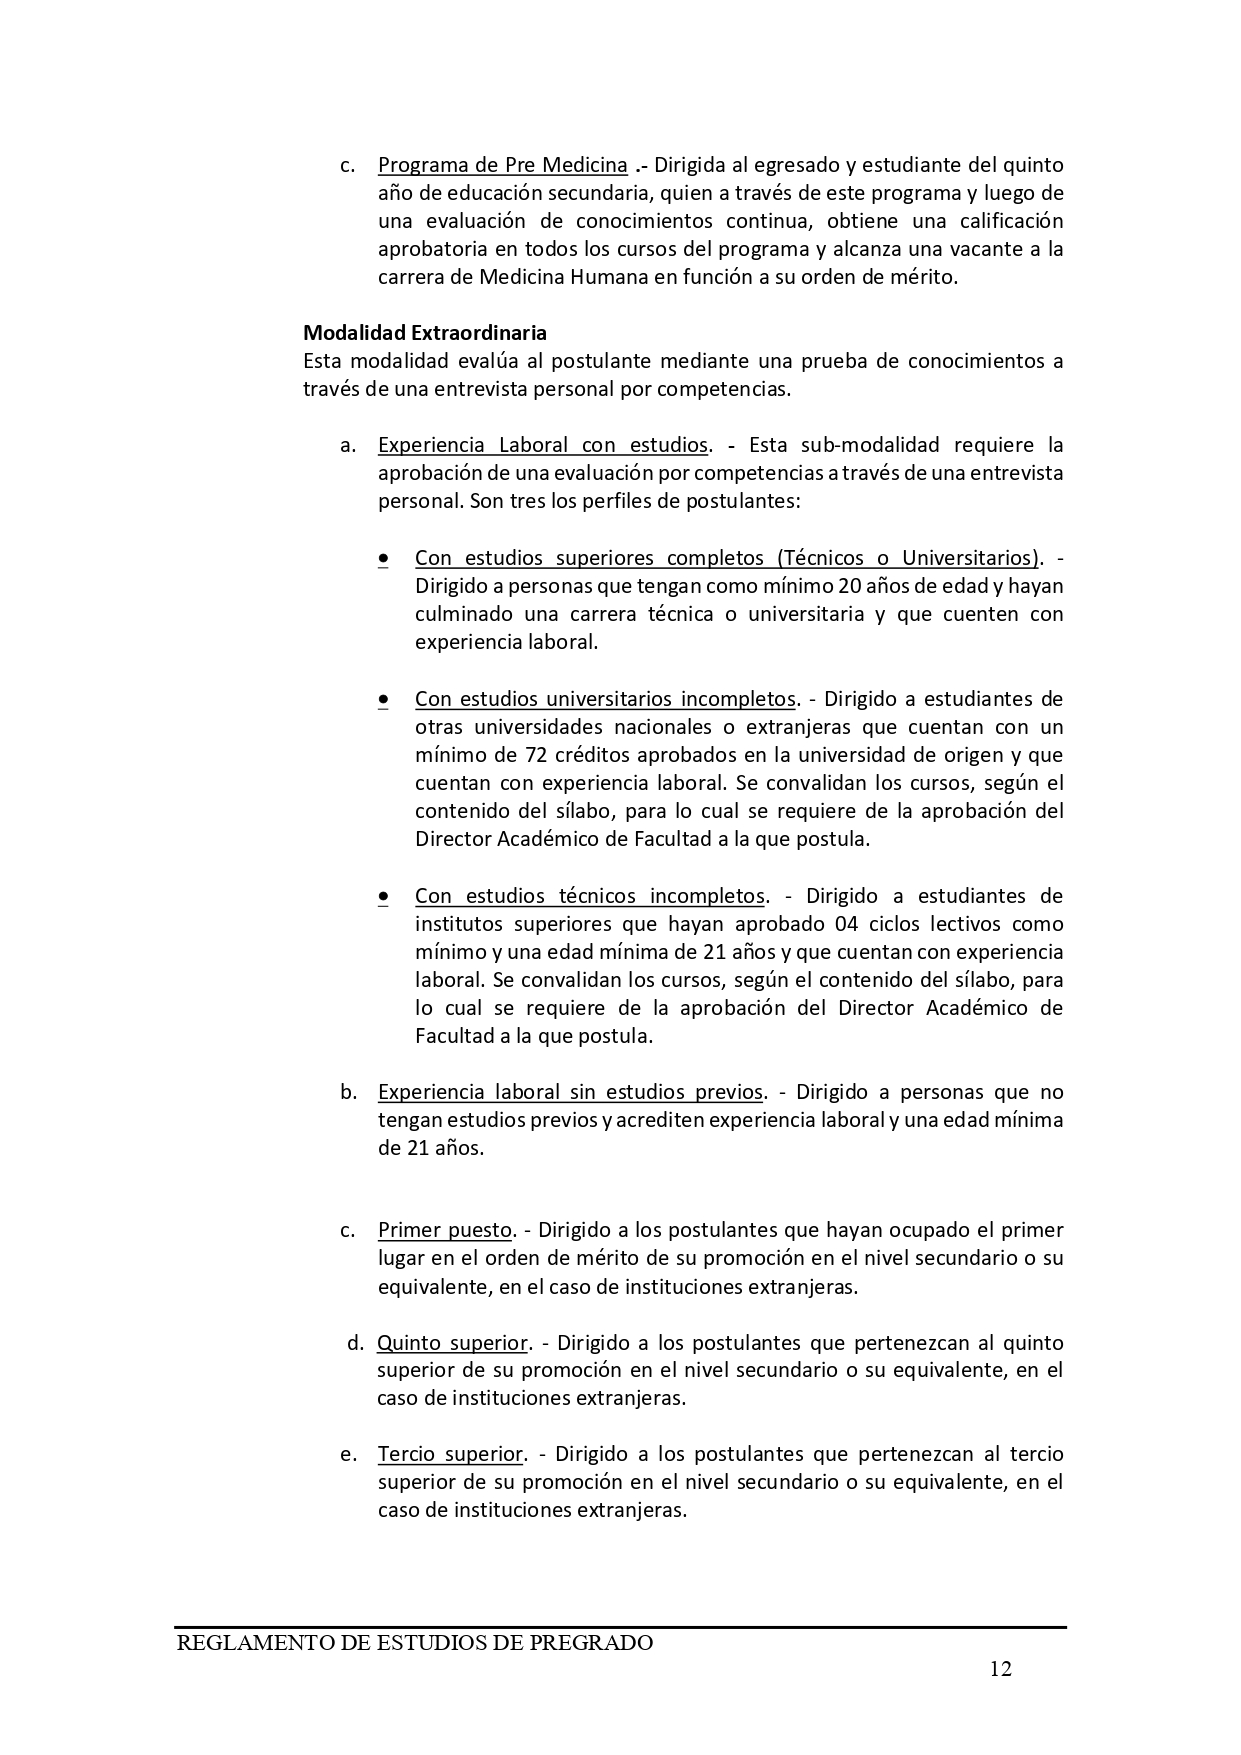 c. Programa de Pre Medicina .- Dirigida al egresado y estudiante del quinto
año de educación secundaria, quien a través de este programa y luego de
una evaluación de conocimientos continua, obtiene una calificación
aprobatoria en todos los cursos del programa y alcanza una vacante a la
carrera de Medicina Humana en función a su orden de mérito.
Modalidad Extraordinaria
Esta modalidad evalúa al postulante mediante una prueba de conocimientos a
través de una entrevista personal por competencias.
a. Experiencia Laboral con estudios. - Esta sub-modalidad requiere la
aprobación de una evaluación por competencias a través de una entrevista
personal. Son tres los perfiles de postulantes:
• Con estudios superiores completos (Técnicos o Universitarios). -
Dirigido a personas que tengan como mínimo 20 años de edad y hayan
culminado una carrera técnica o universitaria y que cuenten con
experiencia laboral.
• Con estudios universitarios incompletos. - Dirigido a estudiantes de
otras universidades nacionales o extranjeras que cuentan con un
mínimo de 72 créditos aprobados en la universidad de origen y que
cuentan con experiencia laboral. Se convalidan los cursos, según el
contenido del sílabo, para lo cual se requiere de la aprobación del
Director Académico de Facultad a la que postula.
• Con estudios técnicos incompletos. - Dirigido a estudiantes de
institutos superiores que hayan aprobado 04 ciclos lectivos como
mínimo y una edad mínima de 21 años y que cuentan con experiencia
laboral. Se convalidan los cursos, según el contenido del sílabo, para
lo cual se requiere de la aprobación del Director Académico de
Facultad a la que postula.
b. Experiencia laboral sin estudios previos. - Dirigido a personas que no
tengan estudios previos y acrediten experiencia laboral y una edad mínima
de 21 años.
c. Primer puesto. - Dirigido a los postulantes que hayan ocupado el primer
lugar en el orden de mérito de su promoción en el nivel secundario o su
equivalente, en el caso de instituciones extranjeras.
d. Quinto superior. - Dirigido a los postulantes que pertenezcan al quinto
superior de su promoción en el nivel secundario o su equivalente, en el
caso de instituciones extranjeras.
e. Tercio superior. - Dirigido a los postulantes que pertenezcan al tercio
superior de su promoción en el nivel secundario o su equivalente, en el
caso de instituciones extranjeras.
REGLAMENTO DE ESTUDIOS DE PREGRADO
12